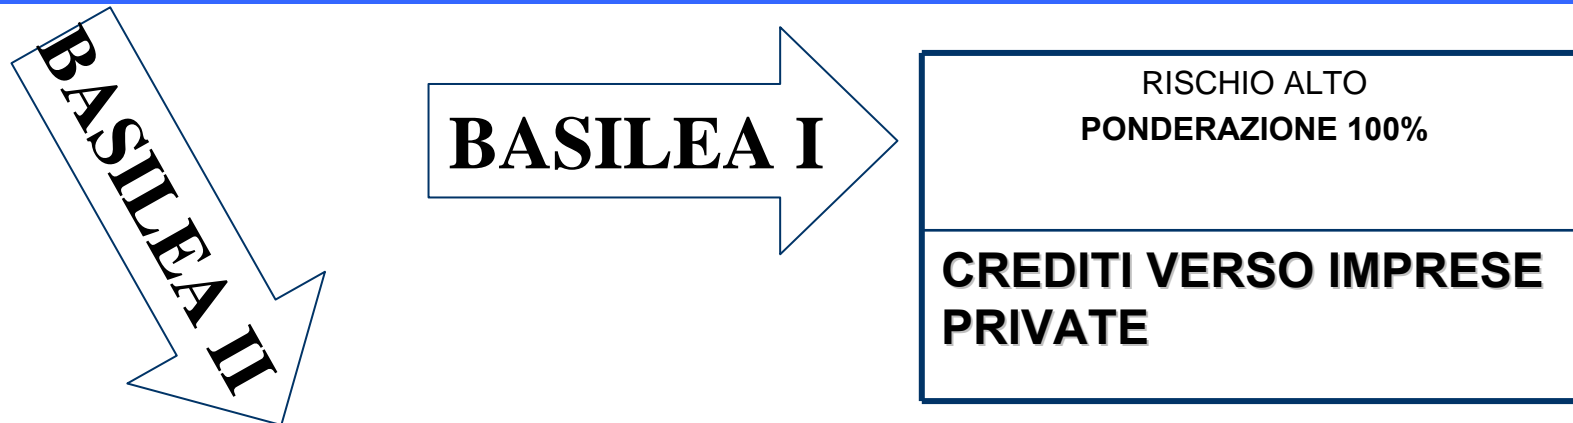 BASILEA II
BASILEA I
RISCHIO ALTO
PONDERAZIONE 100%
CREDITI VERSO IMPRESE
PRIVATE